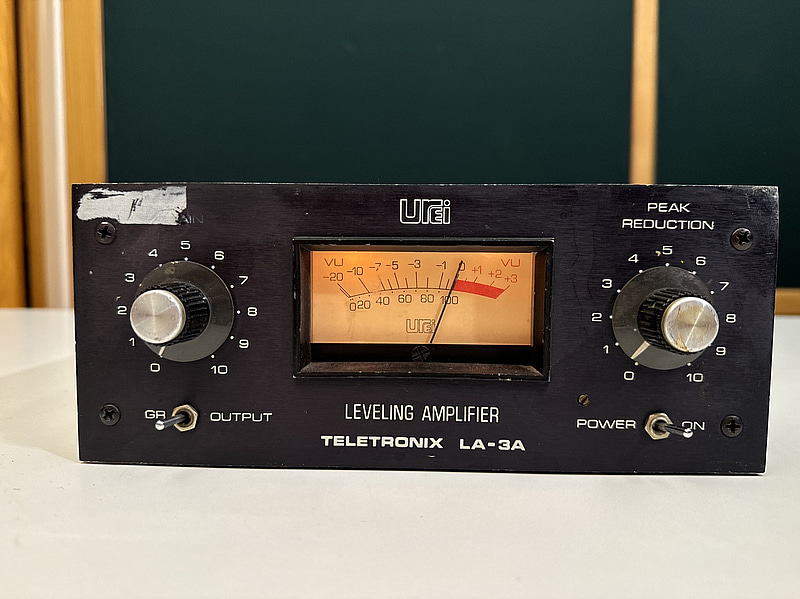 urei
PEAK
REDUCTION
0 1 2 3 4 5 6 7 8 9 10
VU VU
-20 -10 -7 -5 -3 -1 0 +1 +2 +3
0 20 40 60 80 100
urei
0 1 2 3 4 5 6 7 8 9 10
GR OUTPUT
LEVELING AMPLIFIER
POWER ON
TELETRONIX LA-3A